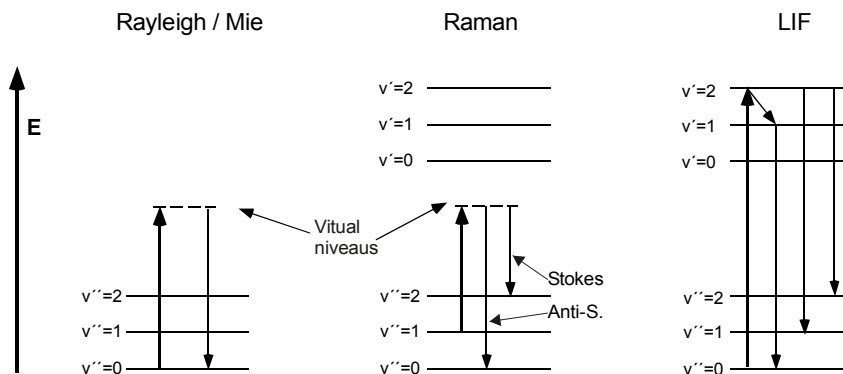 Rayleigh / Mie
Raman
LIF
E
v´=2
v´=1
v´=0
v´=2
v´=1
v´=0
Vitual
niveaus
Stokes
Anti-S.
v´´=2
v´´=1
v´´=0
v´´=2
v´´=1
v´´=0
v´´=2
v´´=1
v´´=0